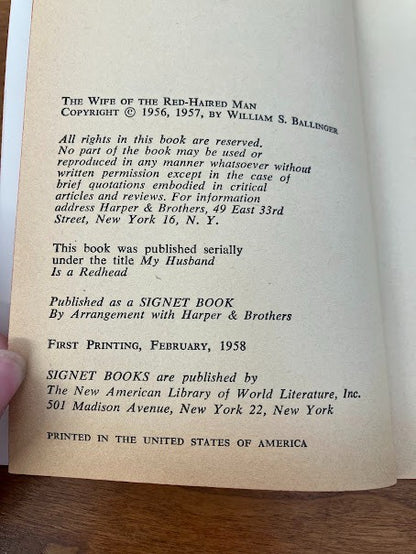 THE WIFE OF THE RED-HAIRED MAN
COPYRIGHT © 1956, 1957, BY WILLIAM S. BALLINGER
All rights in this book are reserved.
No part of the book may be used or
reproduced in any manner whatsoever without
written permission except in the case of
brief quotations embodied in critical
articles and reviews. For information
address Harper & Brothers, 49 East 33rd
Street, New York 16, N. Y.
This book was published serially
under the title My Husband
Is a Redhead
Published as a SIGNET BOOK
By Arrangement with Harper & Brothers
FIRST PRINTING, FEBRUARY, 1958
SIGNET BOOKS are published by
The New American Library of World Literature, Inc.
501 Madison Avenue, New York 22, New York
PRINTED IN THE UNITED STATES OF AMERICA